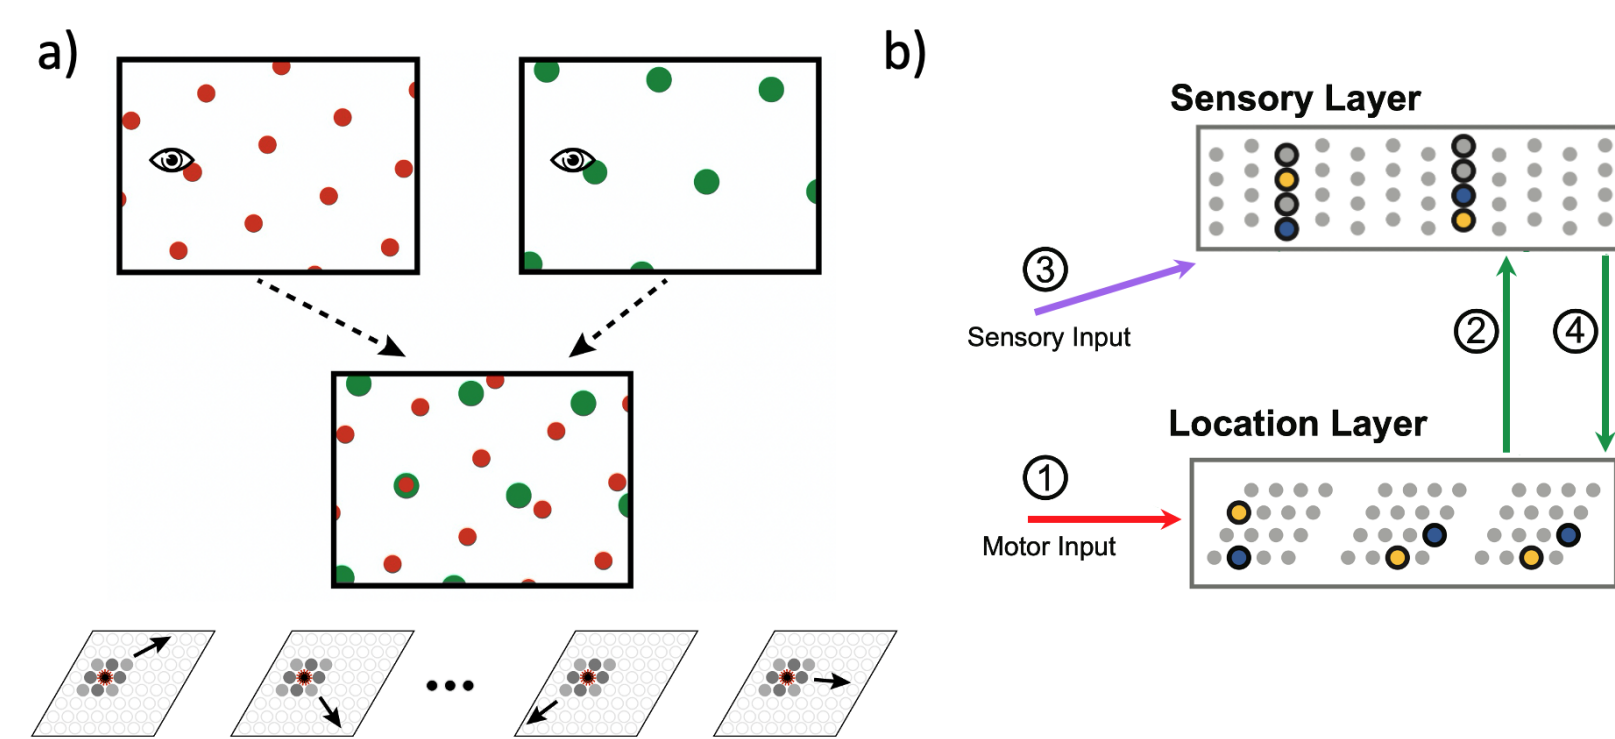 a)
b)
Sensory Layer
3
Sensory Input
2
4
Location Layer
1
Motor Input